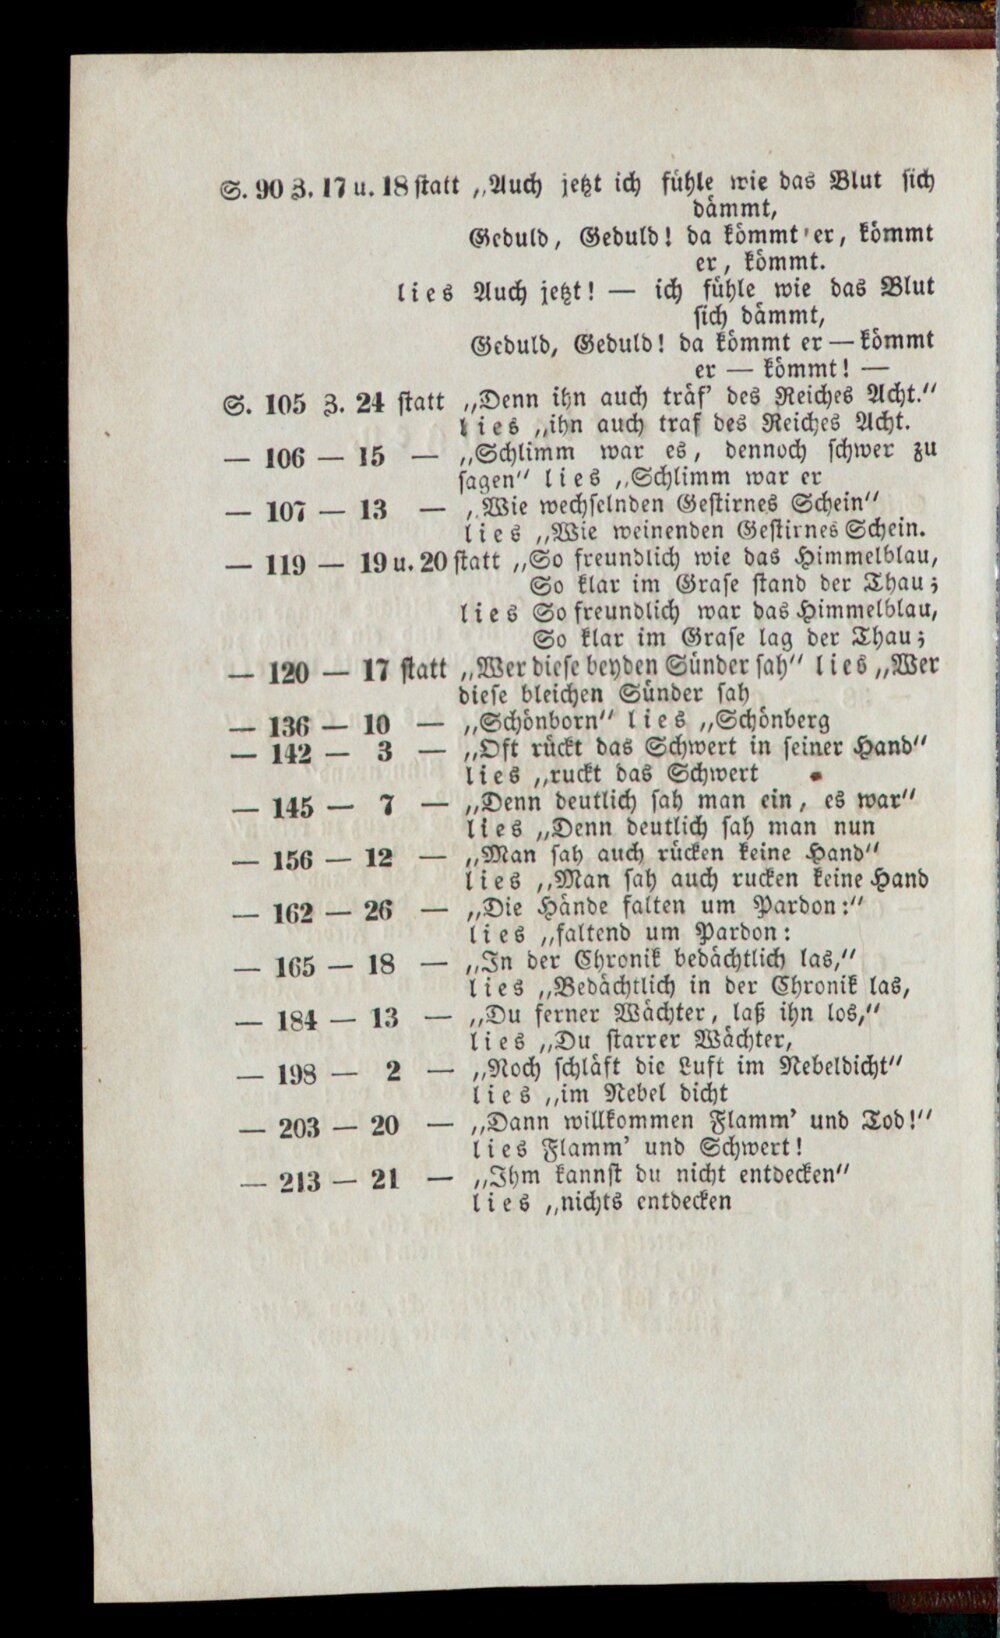 S. 90 Z. 17 u. 18 statt „Auch jetzt ich fühle wie das Blut sich
dämmt,
Geduld, Geduld! da kömmt er, kömmt
er, kömmt.
lies Auch jetzt! — ich fühle wie das Blut
sich dämmt,
Geduld, Geduld! da kömmt er — kömmt
er — kömmt! —
S. 105 Z. 24 statt „Denn ihn auch träf' des Reiches Acht.“
lies „ihn auch traf des Reiches Acht.
— 106 — 15 — „Schlimm war es, dennoch schwer zu
sagen“ lies „Schlimm war er
— 107 — 13 — „Wie wechselnden Gestirnes Schein“
lies „Wie weinenden Gestirnes Schein.
— 119 — 19 u. 20 statt „So freundlich wie das Himmelblau,
So klar im Grase stand der Thau;
lies So freundlich war das Himmelblau,
So klar im Grase lag der Thau;
— 120 — 17 statt „Wer diese beyden Sünder sah“ lies „Wer
diese bleichen Sünder sah
— 136 — 10 — „Schönborn“ lies „Schönberg
— 142 — 3 — „Oft rückt das Schwert in seiner Hand“
lies „ruckt das Schwert
— 145 — 7 — „Denn deutlich sah man ein, es war“
lies „Denn deutlich sah man nun
— 156 — 12 — „Man sah auch rücken keine Hand“
lies „Man sah auch rucken keine Hand
— 162 — 26 — „Die Hände falten um Pardon:“
lies „faltend um Pardon:
— 165 — 18 — „In der Chronik bedächtlich las,“
lies „Bedächtlich in der Chronik las,
— 184 — 13 — „Du ferner Wächter, laß ihn los,“
lies „Du starrer Wächter,
— 198 — 2 — „Noch schläft die Luft im Nebeldicht“
lies „im Nebel dicht
— 203 — 20 — „Dann willkommen Flamm' und Tod!“
lies Flamm' und Schwert!
— 213 — 21 — „Ihm kannst du nicht entdecken“
lies „nichts entdecken